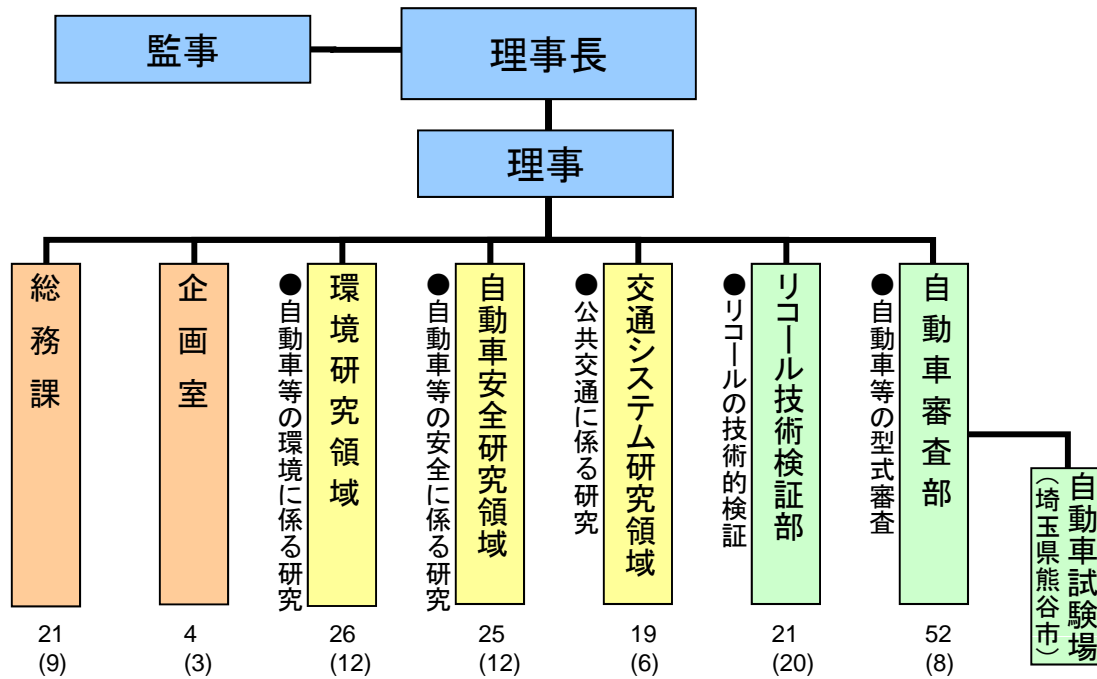 監事
理事長
理事
総務課
企画室
●自動車等の環境に係る研究
環境研究領域
●自動車等の安全に係る研究
自動車安全研究領域
●公共交通に係る研究
交通システム研究領域
●リコールの技術的検証
リコール技術検証部
●自動車等の型式審査
自動車審査部
自動車試験場
（埼玉県熊谷市）
21
(9)
4
(3)
26
(12)
25
(12)
19
(6)
21
(20)
52
(8)